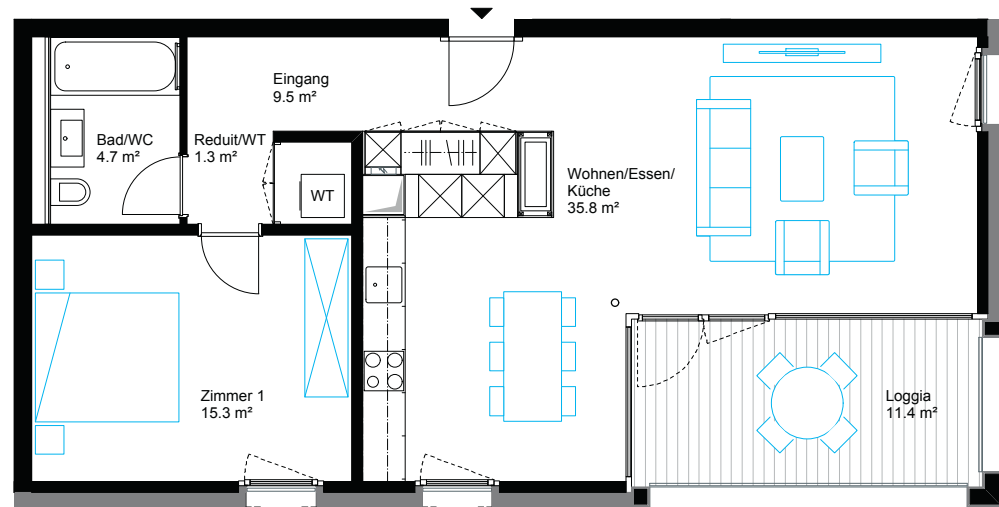 Eingang
9.5 m²
Bad/WC
4.7 m²
Reduit/WT
1.3 m²
WT
Wohnen/Essen/
Küche
35.8 m²
Zimmer 1
15.3 m²
Loggia
11.4 m²